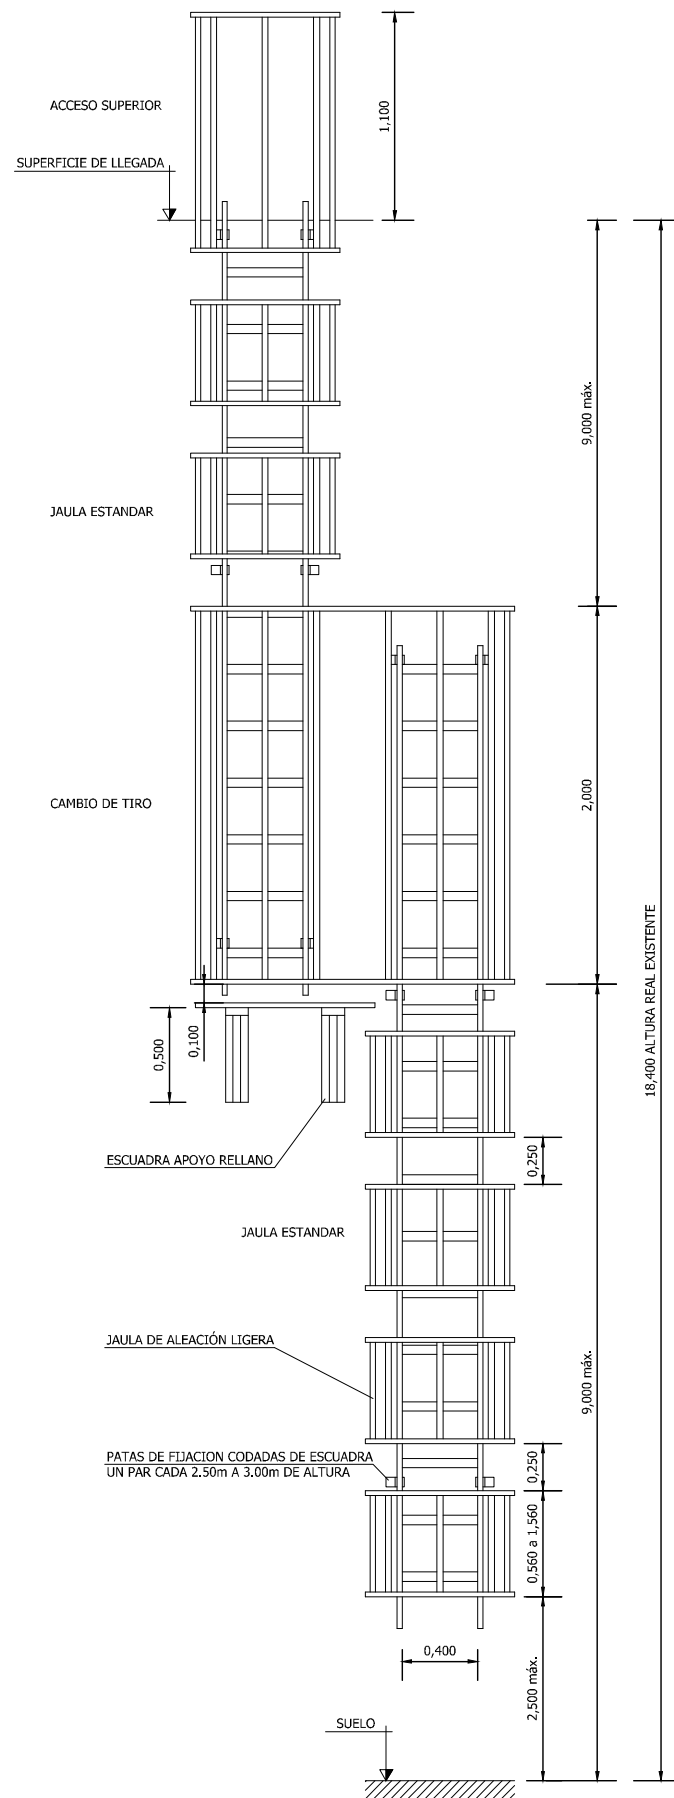 1,100
ACCESO SUPERIOR
SUPERFICIE DE LLEGADA
9,000 máx.
JAULA ESTANDAR
2,000
CAMBIO DE TIRO
18,400 ALTURA REAL EXISTENTE
0,500
0,100
ESCUADRA APOYO RELLANO
0,250
JAULA ESTANDAR
JAULA DE ALEACIÓN LIGERA
9,000 máx.
PATAS DE FIJACION CODADAS DE ESCUADRA
UN PAR CADA 2.50m A 3.00m DE ALTURA
0,250
0,560 a 1,560
0,400
2,500 máx.
SUELO